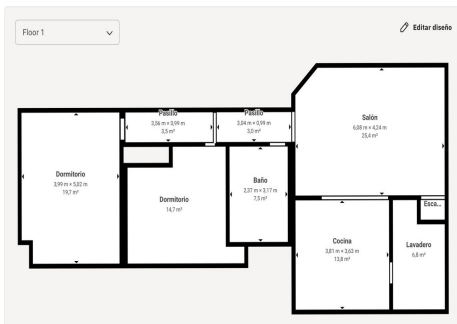 Floor 1
Editar diseño
Pasillo
3,56 m × 0,99 m
3,5 m²
Pasillo
3,04 m × 0,99 m
3,0 m²
Salón
6,08 m × 4,24 m
25,4 m²
Dormitorio
3,99 m × 5,02 m
19,7 m²
Dormitorio
14,7 m²
Baño
2,37 m × 3,17 m
7,5 m²
Esca...
Cocina
3,81 m × 3,62 m
13,8 m²
Lavadero
6,8 m²